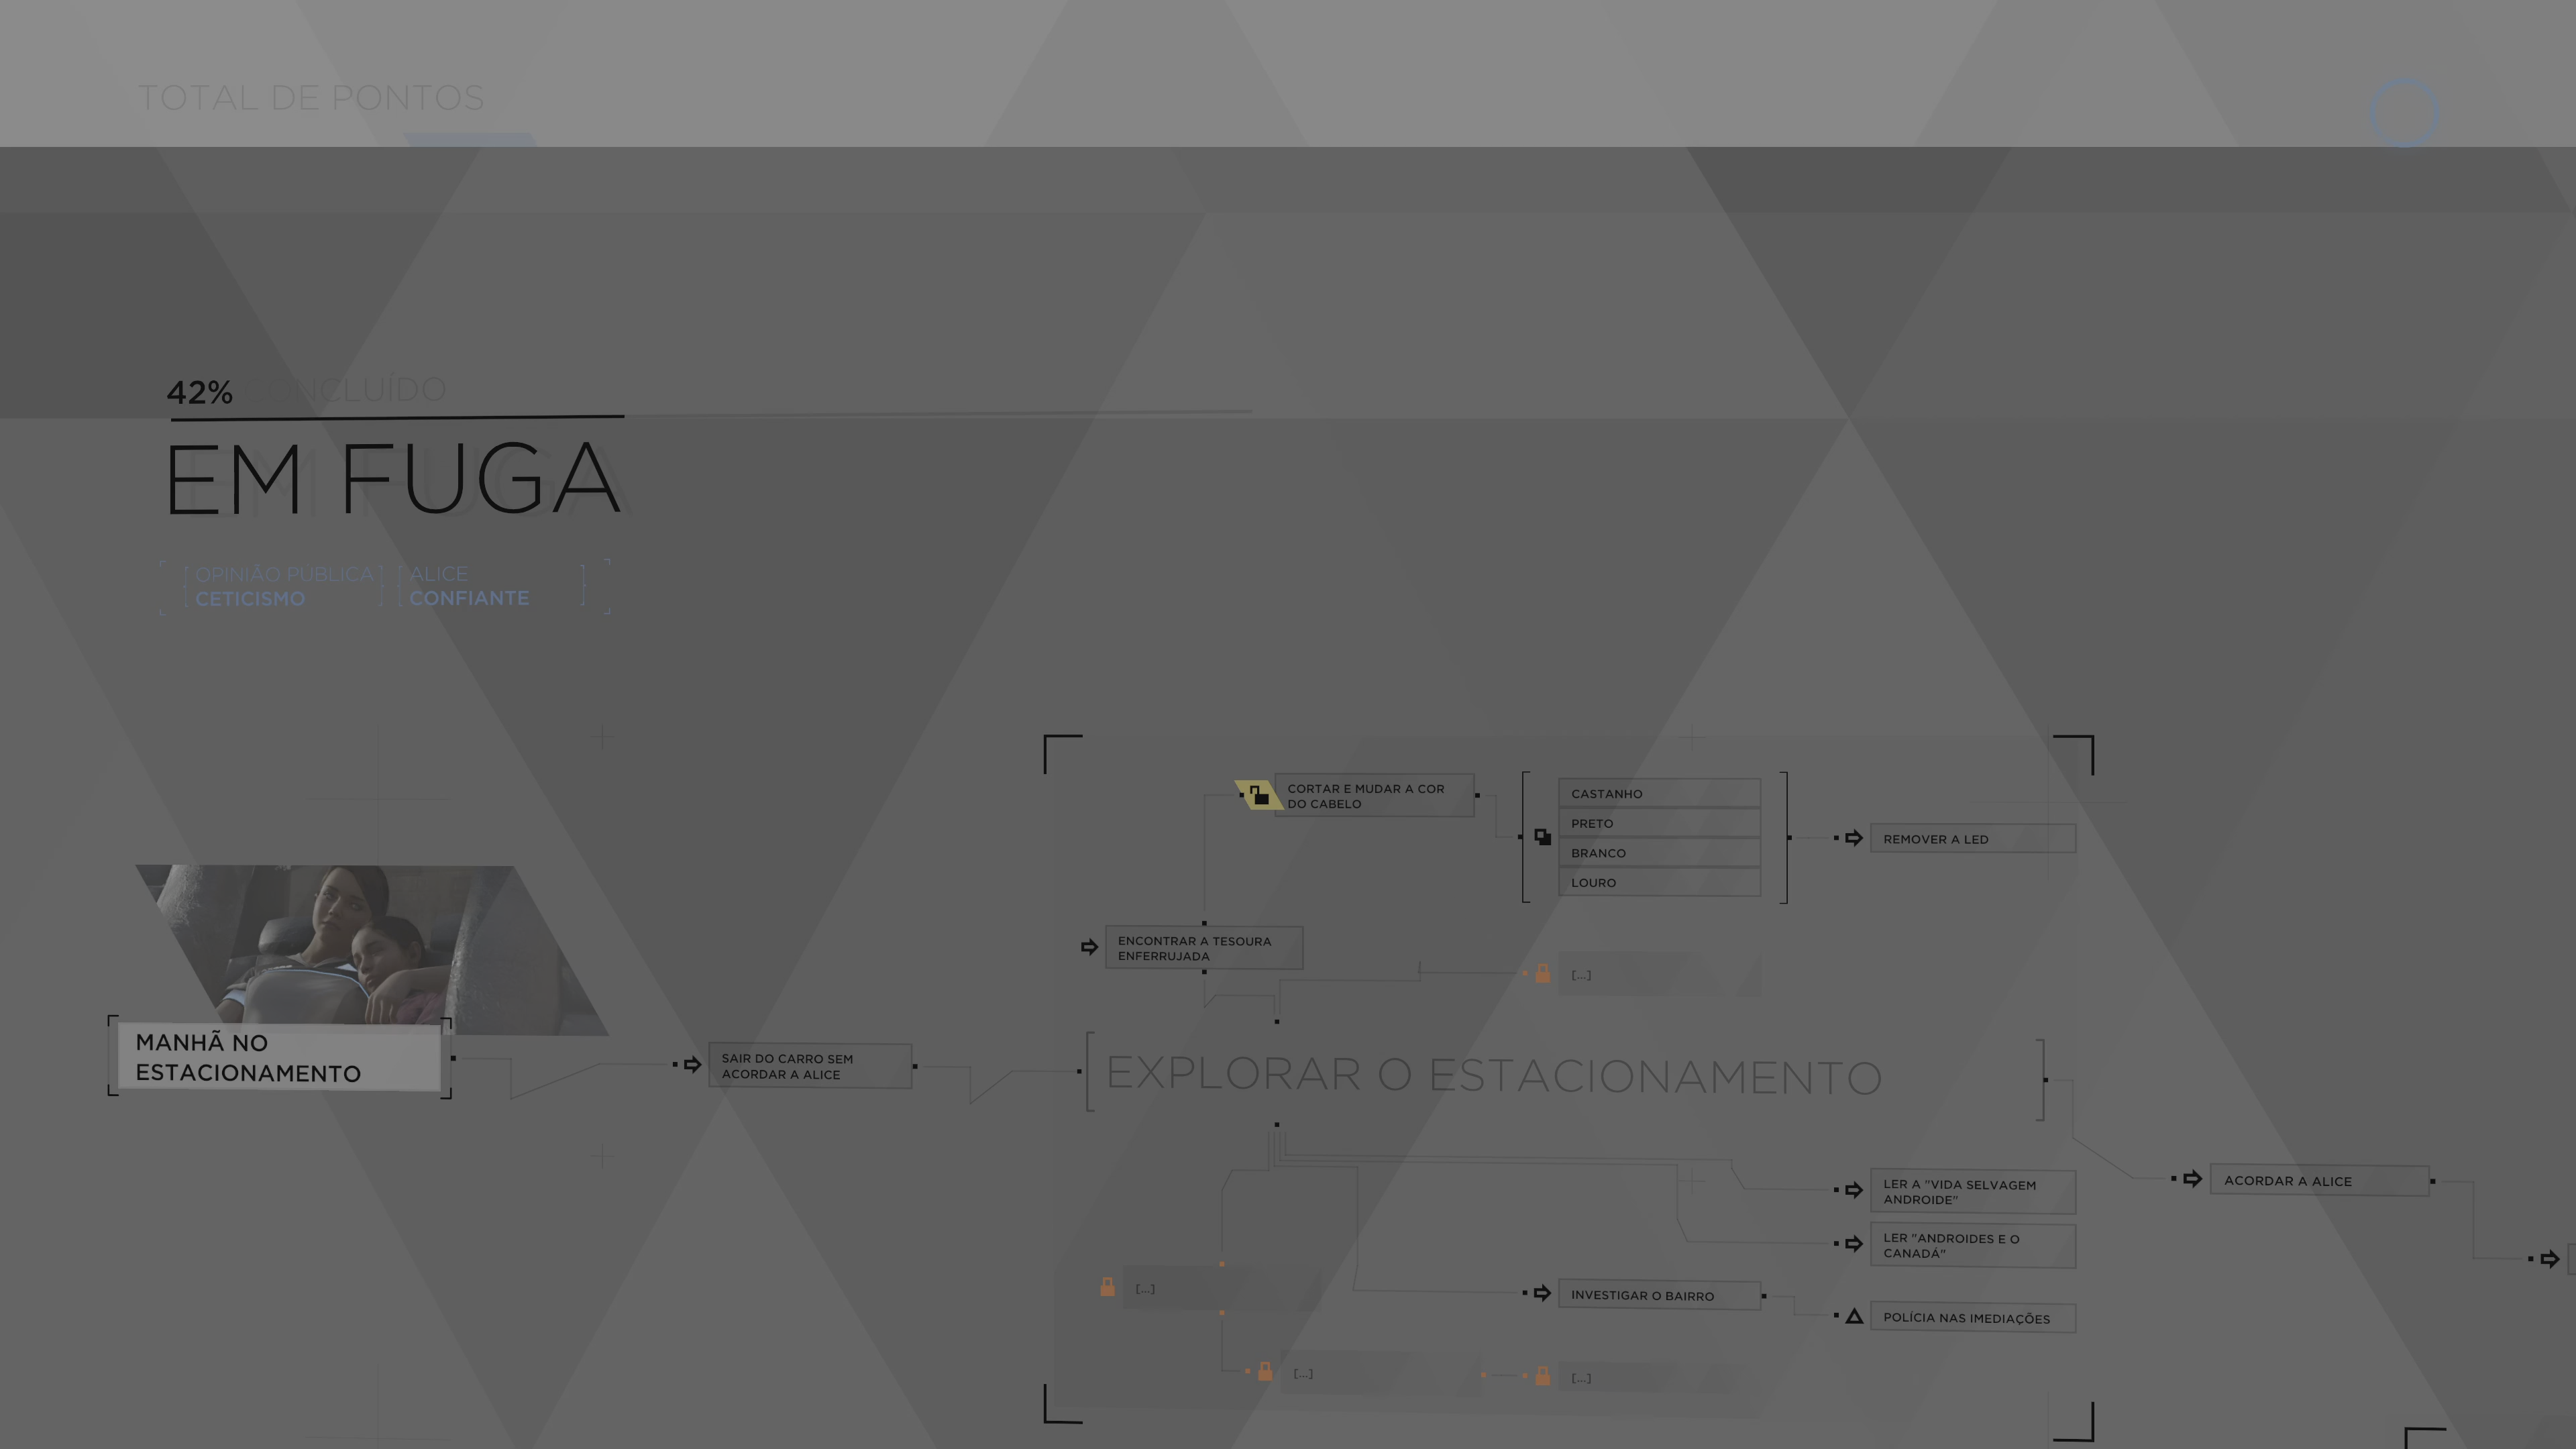 TOTAL DE PONTOS
42% CONCLUÍDO
EM FUGA
OPINIÃO PÚBLICA
CETICISMO
ALICE
CONFIANTE
MANHÃ NO
ESTACIONAMENTO
SAIR DO CARRO SEM
ACORDAR A ALICE
CORTAR E MUDAR A COR
DO CABELO
CASTANHO
PRETO
BRANCO
LOURO
REMOVER A LED
ENCONTRAR A TESOURA
ENFERRUJADA
[...]
EXPLORAR O ESTACIONAMENTO
LER A "VIDA SELVAGEM
ANDROIDE"
LER "ANDROIDES E O
CANADÁ"
[...]
INVESTIGAR O BAIRRO
POLÍCIA NAS IMEDIAÇÕES
[...]
[...]
ACORDAR A ALICE